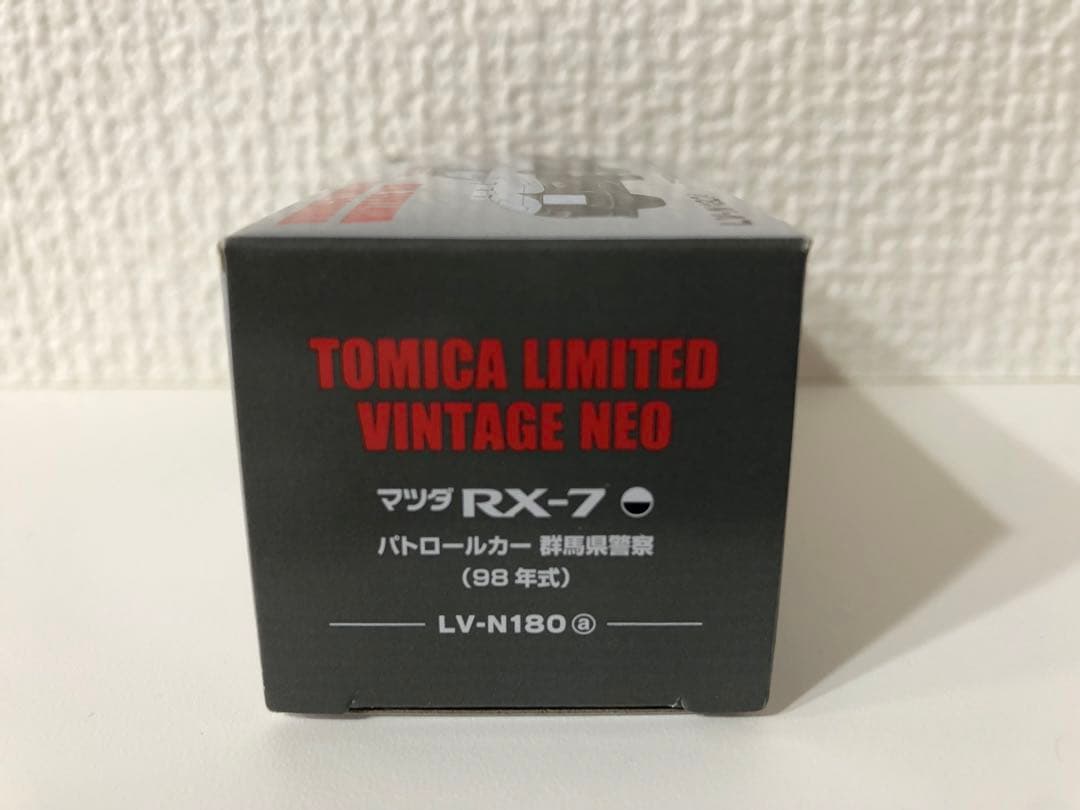 TOMICA LIMITED
VINTAGE NEO
マツダ RX-7
パトロールカー 群馬県警察
(98年式)
LV-N180 ⓐ